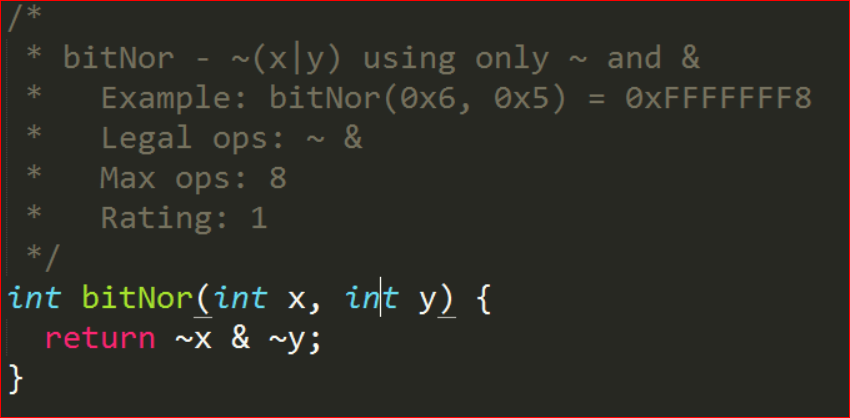 /*
 * bitNor - ~(x|y) using only ~ and &
 *   Example: bitNor(0x6, 0x5) = 0xFFFFFFF8
 *   Legal ops: ~ &
 *   Max ops: 8
 *   Rating: 1
 */
int bitNor(int x, int y) {
  return ~x & ~y;
}